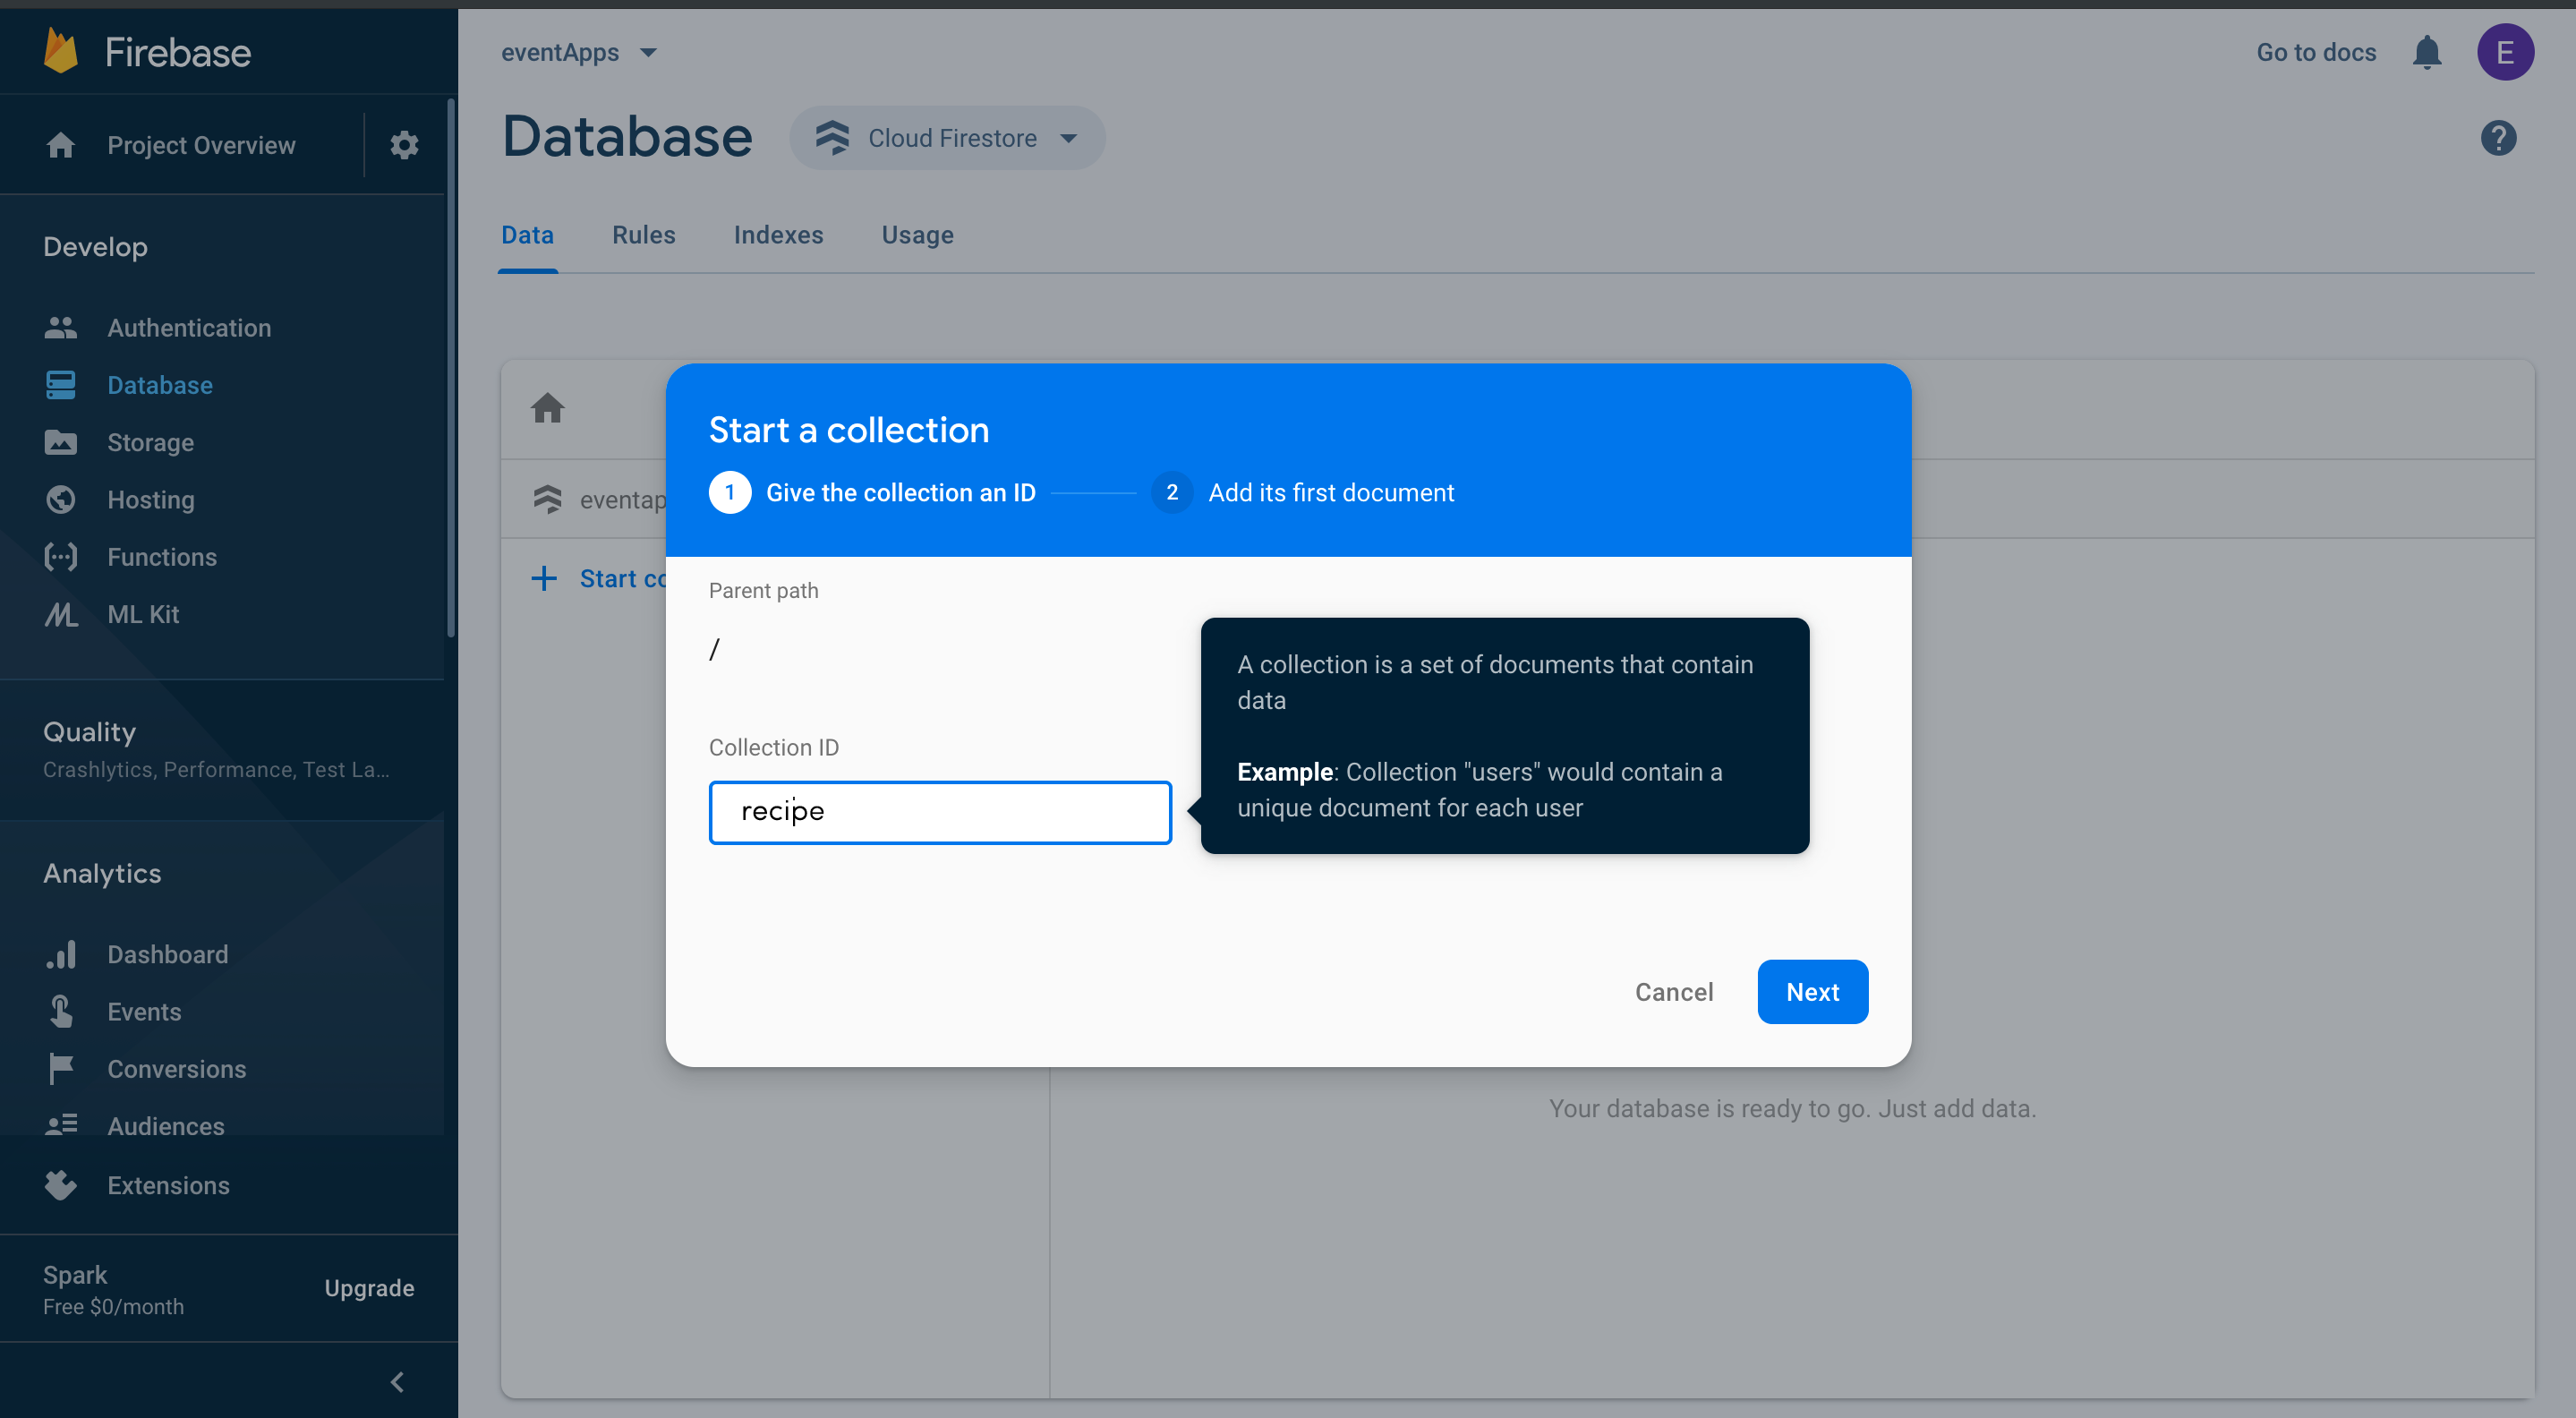 Firebase
Project Overview
Develop
Authentication
Database
Storage
Hosting
Functions
ML Kit
Quality
Crashlytics, Performance, Test La...
Analytics
Dashboard
Events
Conversions
Audiences
Extensions
Spark
Free $0/month
Upgrade
eventApps
Go to docs
E
Database
Cloud Firestore
Data
Rules
Indexes
Usage
eventap
Start co
Start a collection
1 Give the collection an ID
2 Add its first document
Parent path
/
Collection ID
recipe
A collection is a set of documents that contain
data
Example: Collection "users" would contain a
unique document for each user
Cancel
Next
Your database is ready to go. Just add data.